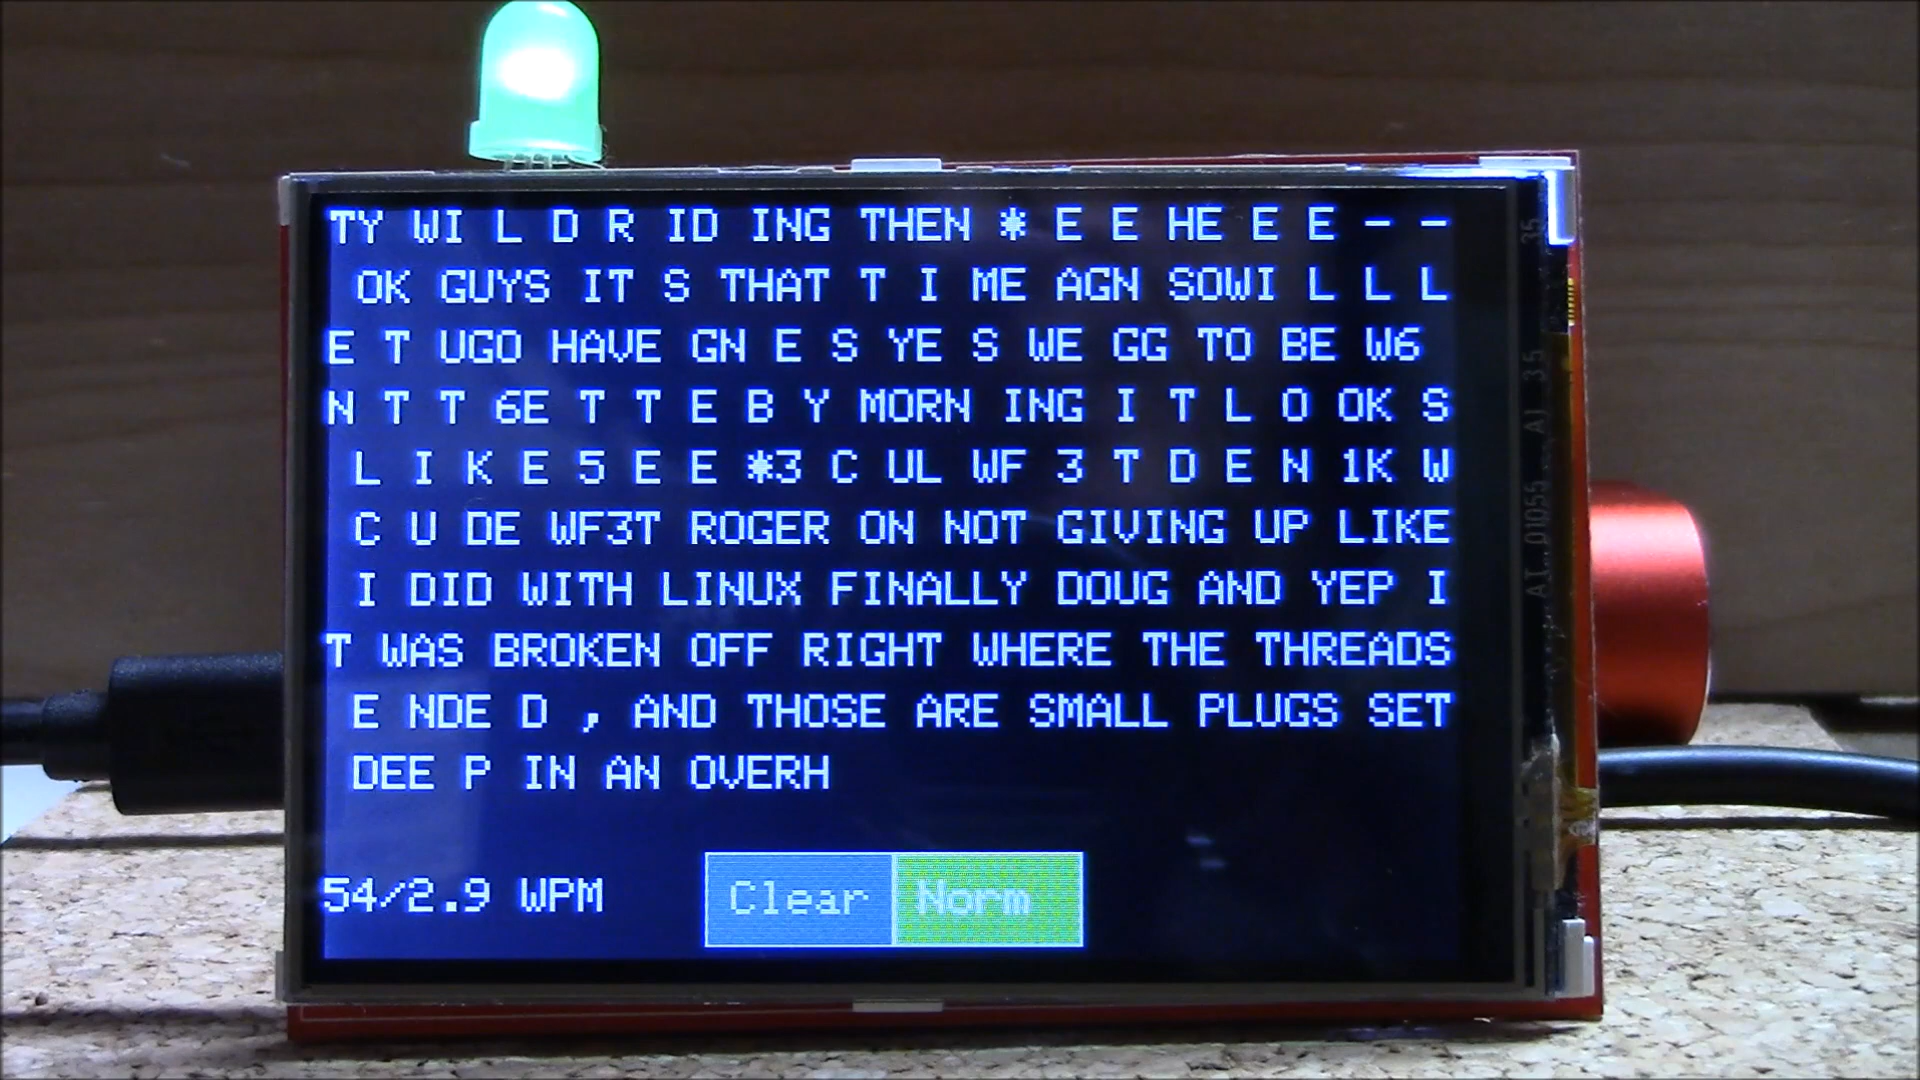 TY WI L D R ID ING THEN * E E HE E E - -
OK GUYS IT S THAT T I ME AGN SOWI L L L
E T UGO HAVE GN E S YE S WE GG TO BE W6
N T T 6E T T E B Y MORN ING I T L O OK S
L I K E 5 E E *3 C UL WF 3 T D E N 1K W
C U DE WF3T ROGER ON NOT GIVING UP LIKE
I DID WITH LINUX FINALLY DOUG AND YEP I
T WAS BROKEN OFF RIGHT WHERE THE THREADS
E NDE D , AND THOSE ARE SMALL PLUGS SET
DEE P IN AN OVERH
54/2.9 WPM Clear Norm